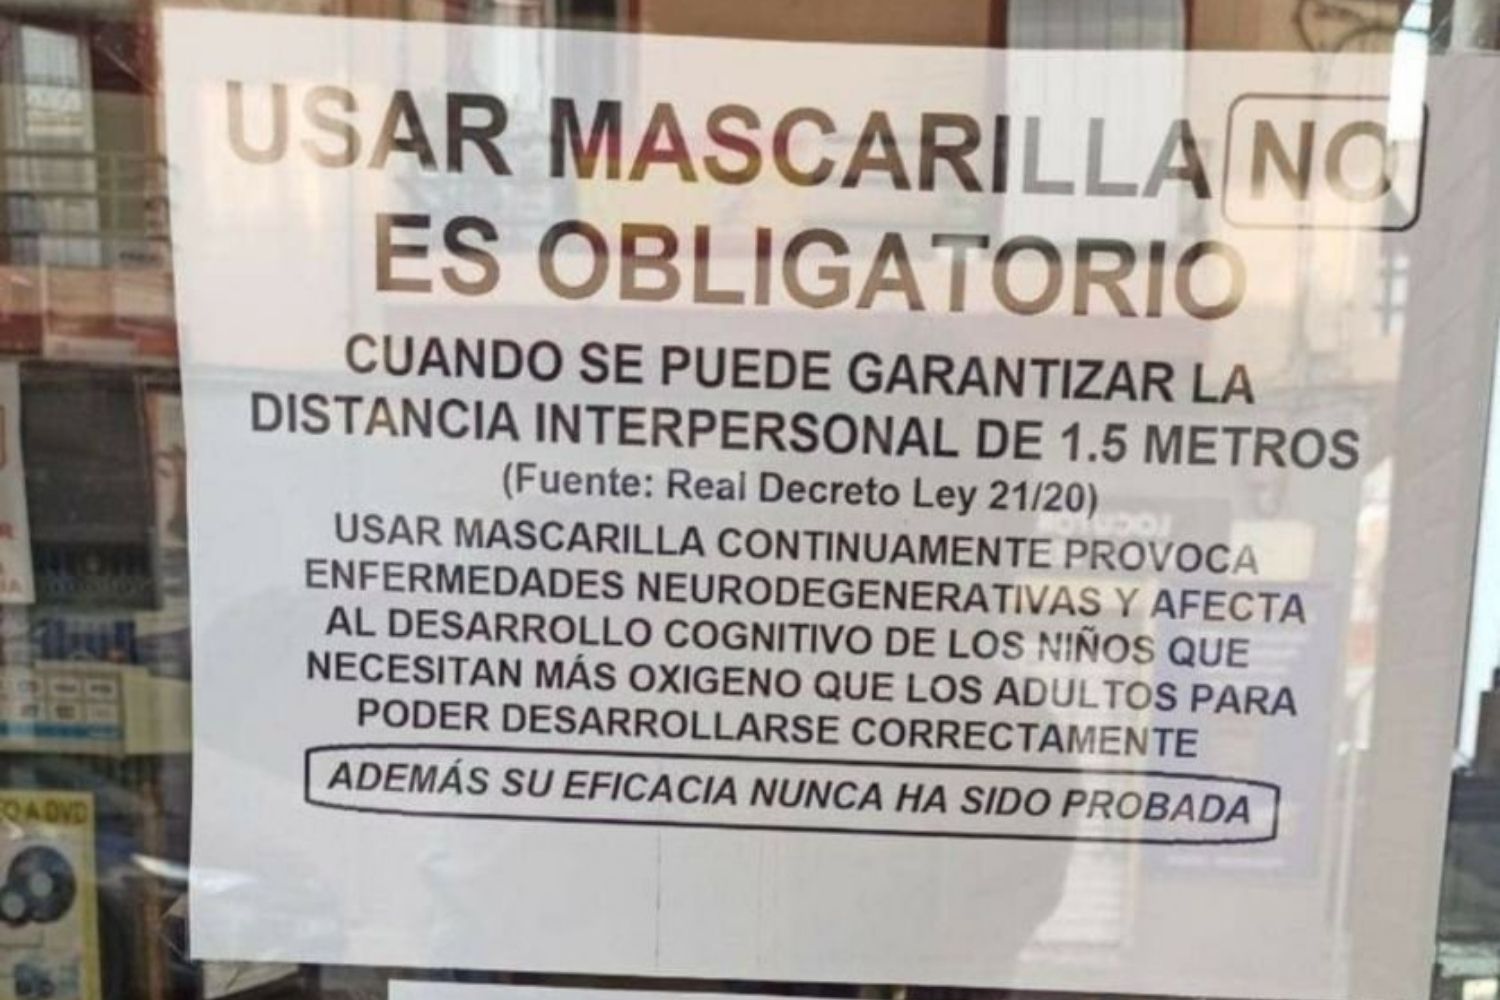 USAR MASCARILLA NO
ES OBLIGATORIO
CUANDO SE PUEDE GARANTIZAR LA
DISTANCIA INTERPERSONAL DE 1.5 METROS
(Fuente: Real Decreto Ley 21/20)
USAR MASCARILLA CONTINUAMENTE PROVOCA
ENFERMEDADES NEURODEGENERATIVAS Y AFECTA
AL DESARROLLO COGNITIVO DE LOS NIÑOS QUE
NECESITAN MÁS OXIGENO QUE LOS ADULTOS PARA
PODER DESARROLLARSE CORRECTAMENTE
ADEMÁS SU EFICACIA NUNCA HA SIDO PROBADA
A DVD